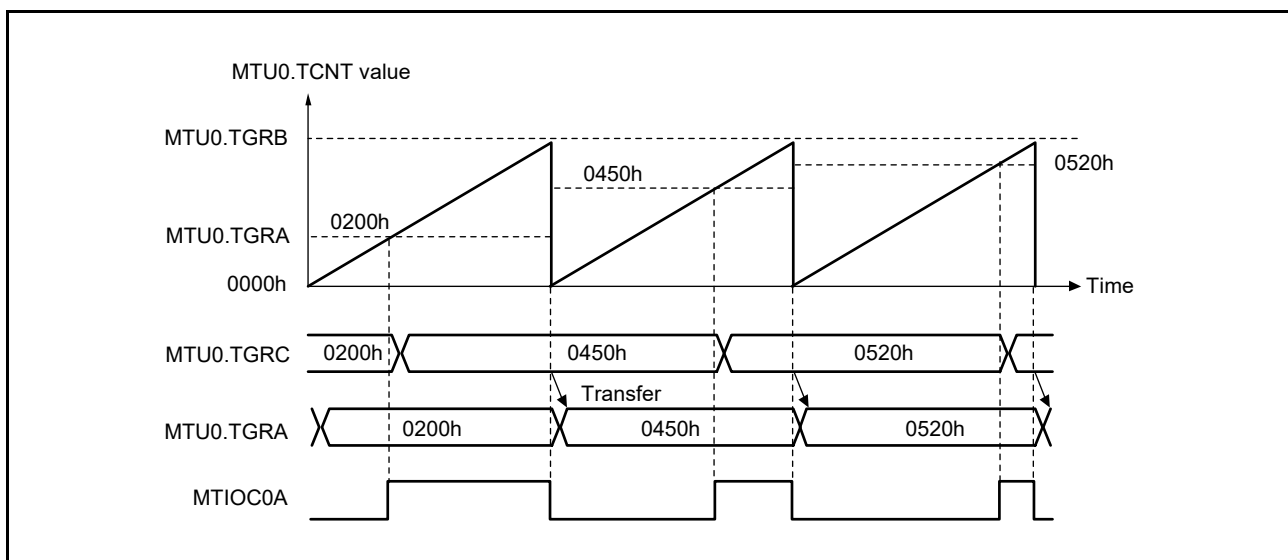 MTU0.TCNT value
MTU0.TGRB
0520h
0450h
0200h
MTU0.TGRA
0000h
Time
MTU0.TGRC 0200h 0450h 0520h
Transfer
MTU0.TGRA 0200h 0450h 0520h
MTIOC0A